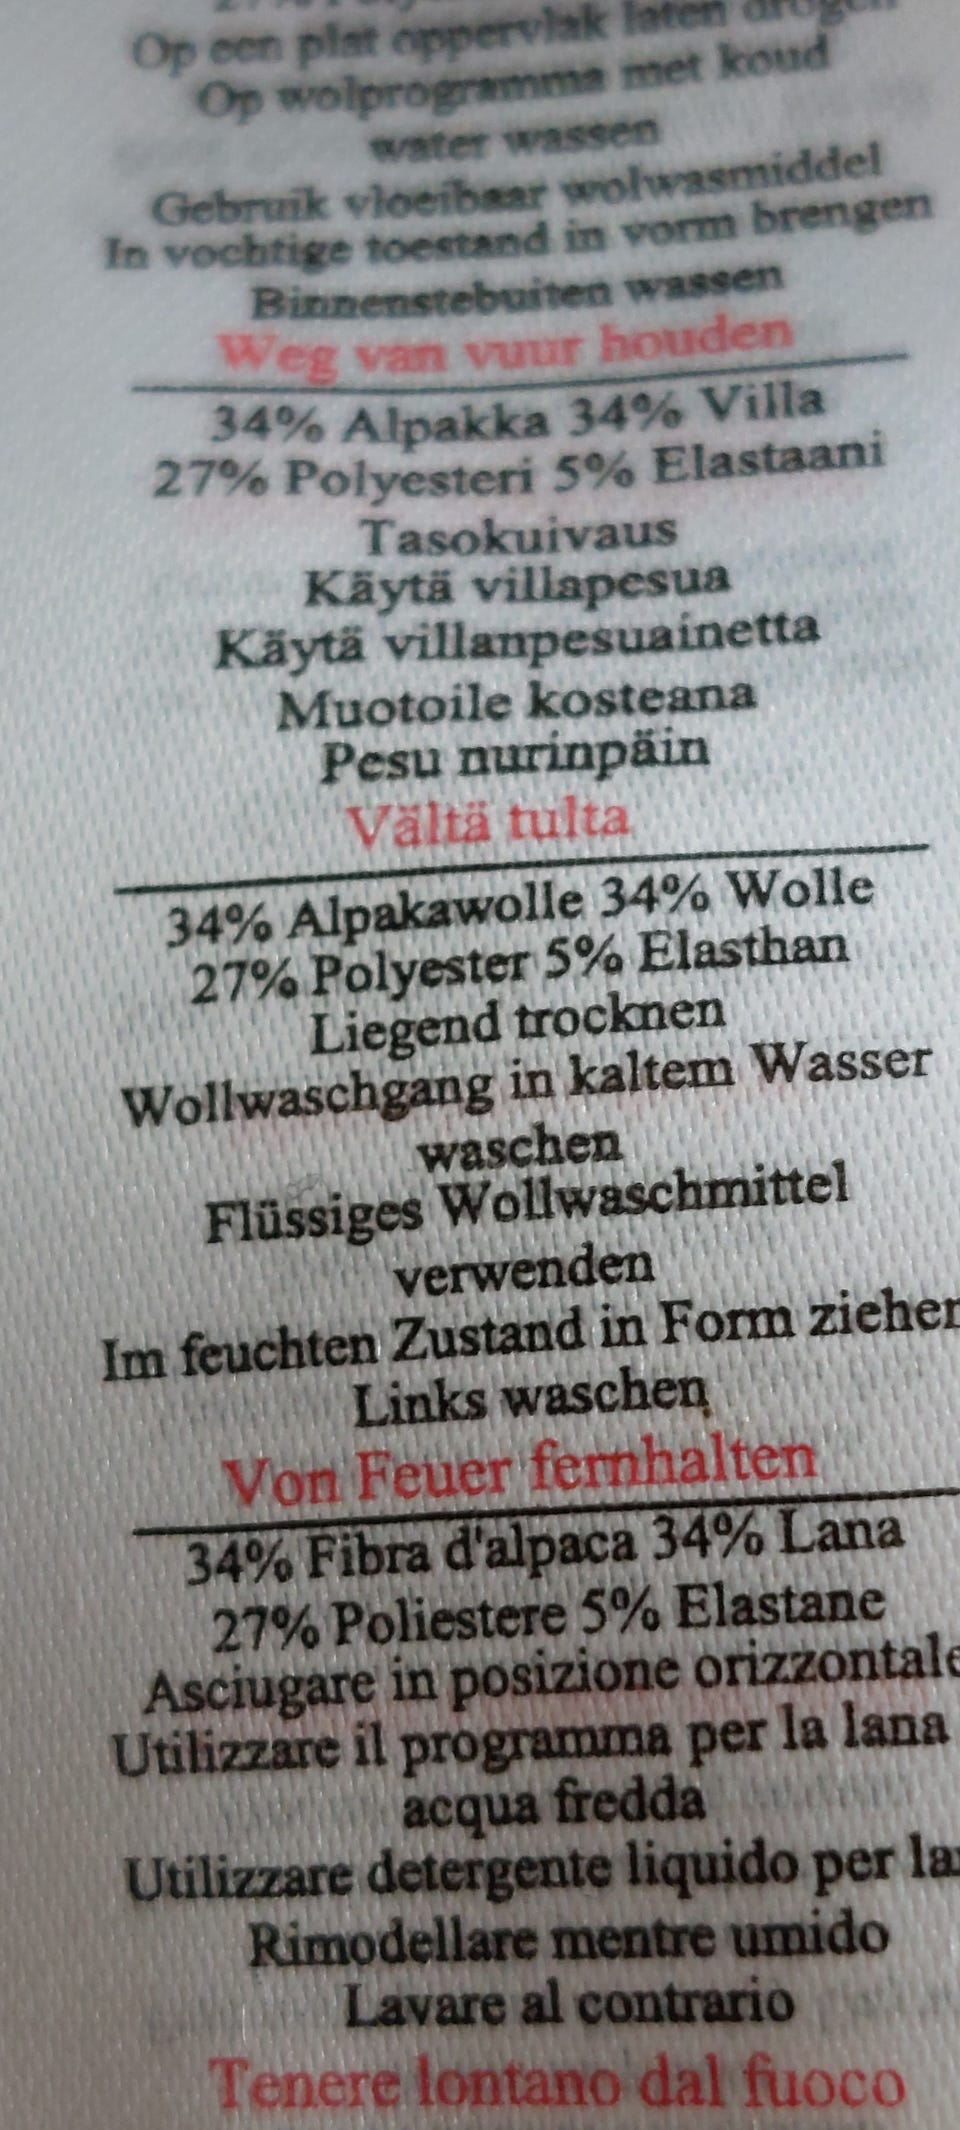 27%
Op een plat oppervlak laten drogen
Op wolprogramma met koud
water wassen
Gebruik vloeibaar wolwasmiddel
In vochtige toestand in vorm brengen
Binnenstebuiten wassen
Weg van vuur houden
34% Alpakka 34% Villa
27% Polyesteri 5% Elastaani
Tasokuivaus
Käytä villapesua
Käytä villanpesuainetta
Muotoile kosteana
Pesu nurinpäin
Vältä tulta
34% Alpakawolle 34% Wolle
27% Polyester 5% Elasthan
Liegend trocknen
Wollwaschgang in kaltem Wasser
waschen
Flüssiges Wollwaschmittel
verwenden
Im feuchten Zustand in Form ziehen
Links waschen
Von Feuer fernhalten
34% Fibra d'alpaca 34% Lana
27% Poliestere 5% Elastane
Asciugare in posizione orizzontale
Utilizzare il programma per la lana
acqua fredda
Utilizzare detergente liquido per
Rimodellare mentre umido
Lavare al contrario
Tenere lontano dal fuoco